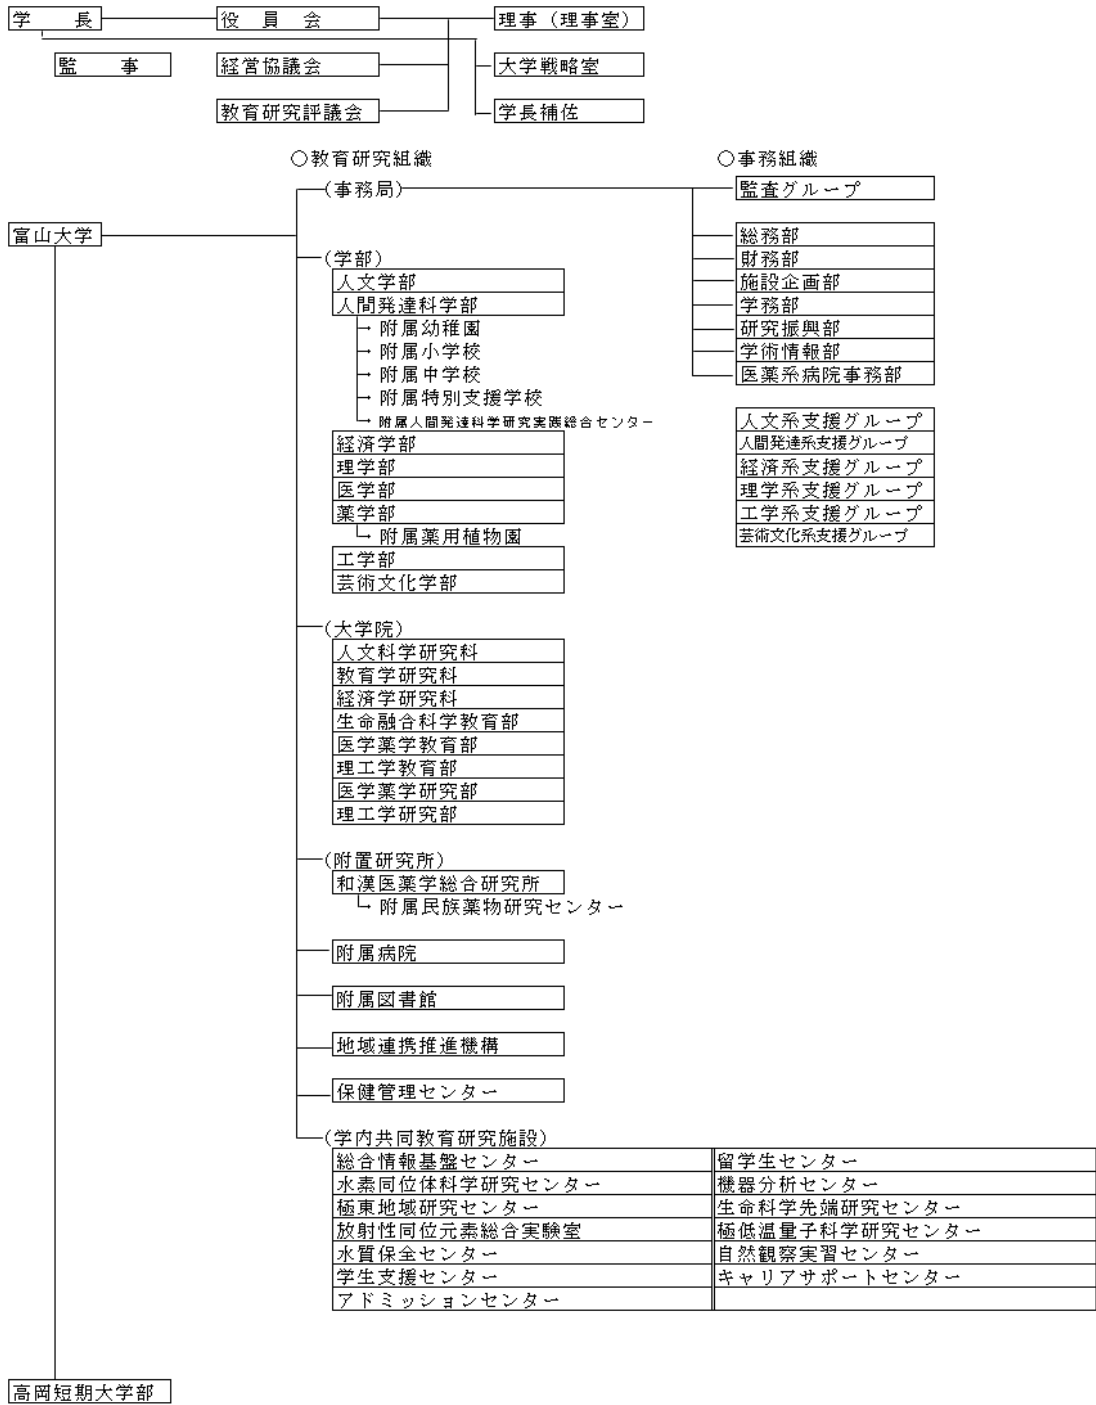 学　長　役　員　会　理事（理事室）
監　事　経営協議会　大学戦略室
教育研究評議会　学長補佐
○教育研究組織　○事務組織
(事務局)　監査グループ
富山大学　総務部
(学部)　財務部
人文学部　施設企画部
人間発達科学部　学務部
附属幼稚園　研究振興部
附属小学校　学術情報部
附属中学校　医薬系病院事務部
附属特別支援学校
附属人間発達科学研究実践総合センター　人文系支援グループ
経済学部　人間発達系支援グループ
理学部　経済系支援グループ
医学部　理学系支援グループ
薬学部　工学系支援グループ
附属薬用植物園　芸術文化系支援グループ
工学部
芸術文化学部
(大学院)
人文科学研究科
教育学研究科
経済学研究科
生命融合科学教育部
医学薬学教育部
理工学教育部
医学薬学研究部
理工学研究部
(附置研究所)
和漢医薬学総合研究所
附属民族薬物研究センター
附属病院
附属図書館
地域連携推進機構
保健管理センター
(学内共同教育研究施設)
総合情報基盤センター　留学生センター
水素同位体科学研究センター　機器分析センター
極東地域研究センター　生命科学先端研究センター
放射性同位元素総合実験室　極低温量子科学研究センター
水質保全センター　自然観察実習センター
学生支援センター　キャリアサポートセンター
アドミッションセンター
高岡短期大学部